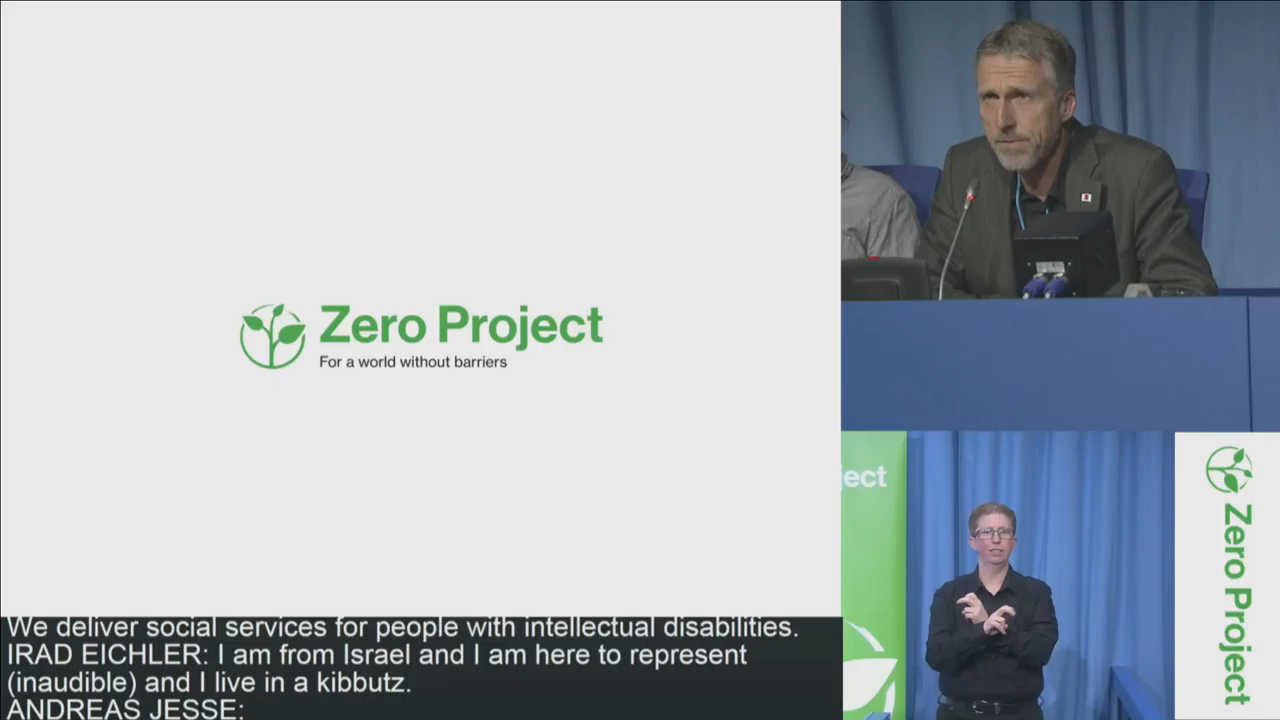 Zero Project
For a world without barriers
ject
Zero Project
We deliver social services for people with intellectual disabilities.
IRAD EICHLER: I am from Israel and I am here to represent
(inaudible) and I live in a kibbutz.
ANDREAS JESSE: